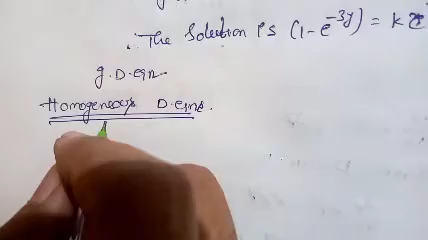 ∴ The Solution is (1-e^{-3y}) = k
g.D.eqn
Homogeneous D.eqns.